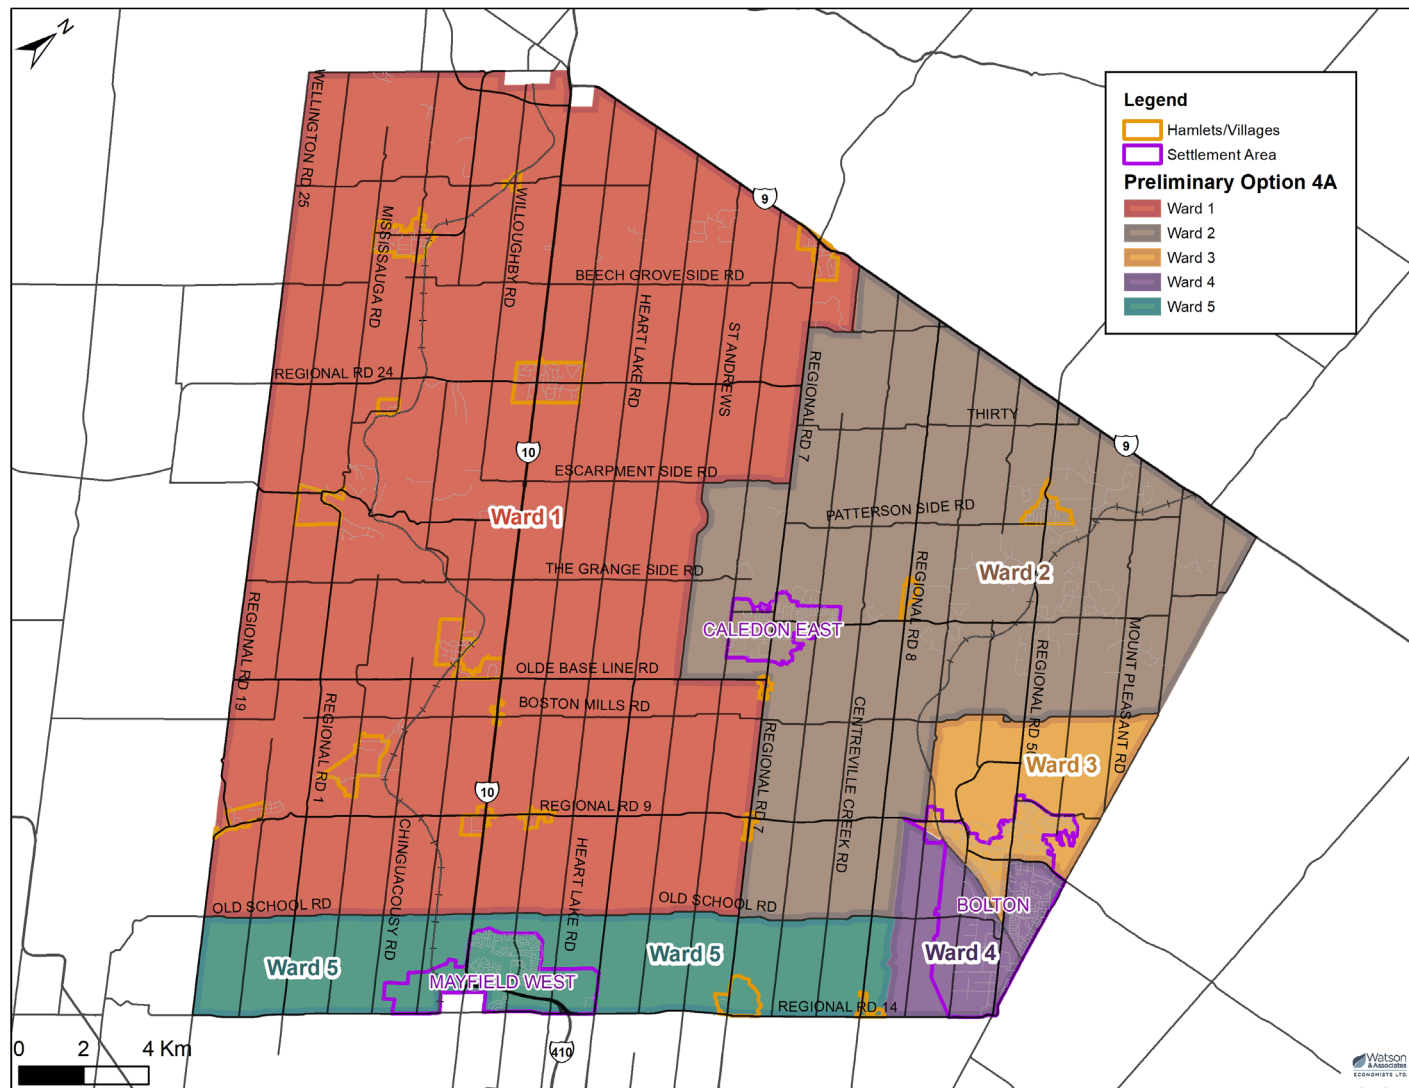 N
Legend
Hamlets/Villages
Settlement Area
Preliminary Option 4A
Ward 1
Ward 2
Ward 3
Ward 4
Ward 5
WELLINGTON RD 25
MISSISSAUGA RD
WILLOUGHBY RD
9
BEECH GROVE SIDE RD
HEART LAKE RD
ST ANDREWS
REGIONAL RD 24
REGIONAL RD 7
THIRTY
9
10
ESCARPMENT SIDE RD
Ward 1
PATTERSON SIDE RD
THE GRANGE SIDE RD
Ward 2
REGIONAL RD 8
CALEDON EAST
REGIONAL RD 19
OLDE BASE LINE RD
BOSTON MILLS RD
REGIONAL RD 1
REGIONAL RD 7
CENTREVILLE CREEK RD
REGIONAL RD 5
MOUNT PLEASANT RD
Ward 3
10
REGIONAL RD 9
CHINGUACOUSY RD
HEART LAKE RD
OLD SCHOOL RD
OLD SCHOOL RD
BOLTON
Ward 5
Ward 5
Ward 4
MAYFIELD WEST
REGIONAL RD 14
410
0 2 4 Km
Watson
& Associates
ECONOMISTS LTD.